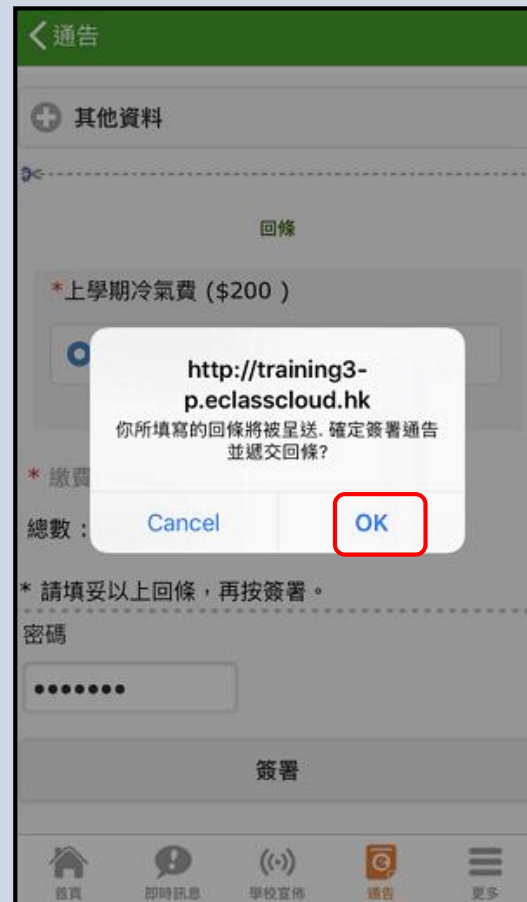 通告
其他資料
回條
*上學期冷氣費 ($200 )
http://training3-
p.eclasscloud.hk
你所填寫的回條將被呈送. 確定簽署通告
並遞交回條?
Cancel
OK
* 繳費
總數 :
* 請填妥以上回條，再按簽署。
密碼
•••••••
簽署
首頁
即時訊息
學校宣佈
通告
更多